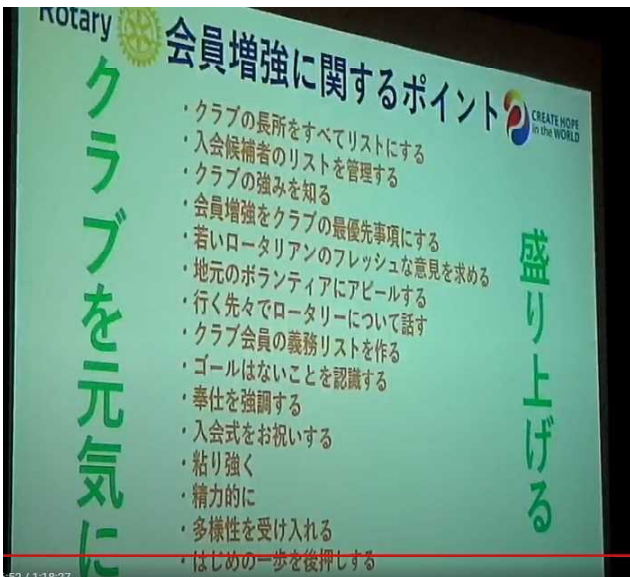 Rotary
会員増強に関するポイント
CREATE HOPE
in the WORLD
クラブを元気に
・クラブの長所をすべてリストにする
・入会候補者のリストを管理する
・クラブの強みを知る
・会員増強をクラブの最優先事項にする
・若いロータリアンのフレッシュな意見を求める
・地元のボランティアにアピールする
・行く先々でロータリーについて話す
・クラブ会員の義務リストを作る
・ゴールはないことを認識する
・奉仕を強調する
・入会式をお祝いする
・粘り強く
・精力的に
・多様性を受け入れる
・はじめの一歩を後押しする
盛り上げる
:52 / 1:18:27